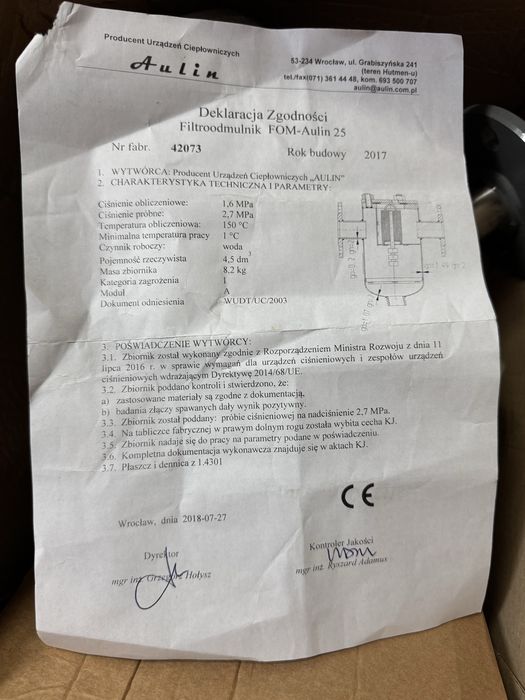 Producent Urządzeń Ciepłowniczych
Aulin
53-234 Wrocław, ul. Grabiszyńska 241
(teren Hutmen-u)
tel./fax(071) 361 44 48, kom. 693 500 707
aulin@aulin.com.pl
Deklaracja Zgodności
Filtroodmulnik FOM-Aulin 25
Nr fabr. 42073 Rok budowy 2017
1. WYTWÓRCA: Producent Urządzeń Ciepłowniczych „AULIN”
2. CHARAKTERYSTYKA TECHNICZNA I PARAMETRY:
Ciśnienie obliczeniowe: 1,6 MPa
Ciśnienie próbne: 2,7 MPa
Temperatura obliczeniowa: 150 °C
Minimalna temperatura pracy 1 °C
Czynnik roboczy: woda
Pojemność rzeczywista 4,5 dm³
Masa zbiornika 8.2 kg
Kategoria zagrożenia 1
Moduł A
Dokument odniesienia WUDT/UC/2003
3. POŚWIADCZENIE WYTWÓRCY:
3.1. Zbiornik został wykonany zgodnie z Rozporządzeniem Ministra Rozwoju z dnia 11
lipca 2016 r. w sprawie wymagań dla urządzeń ciśnieniowych i zespołów urządzeń
ciśnieniowych wdrażającym Dyrektywę 2014/68/UE.
3.2. Zbiornik poddano kontroli i stwierdzono, że:
a) zastosowane materiały są zgodne z dokumentacją.
b) badania złączy spawanych dały wynik pozytywny.
3.3. Zbiornik został poddany: próbie ciśnieniowej na nadciśnienie 2,7 MPa.
3.4. Na tabliczce fabrycznej w prawym dolnym rogu została wybita cecha KJ.
3.5. Zbiornik nadaje się do pracy na parametry podane w poświadczeniu.
3.6. Kompletna dokumentacja wykonawcza znajduje się w aktach KJ.
3.7. Płaszcz i dennica z 1.4301
CE
Wrocław, dnia 2018-07-27
Dyrektor
mgr inż. Grzegorz Hołysz
Kontroler Jakości
mgr inż. Ryszard Adamus